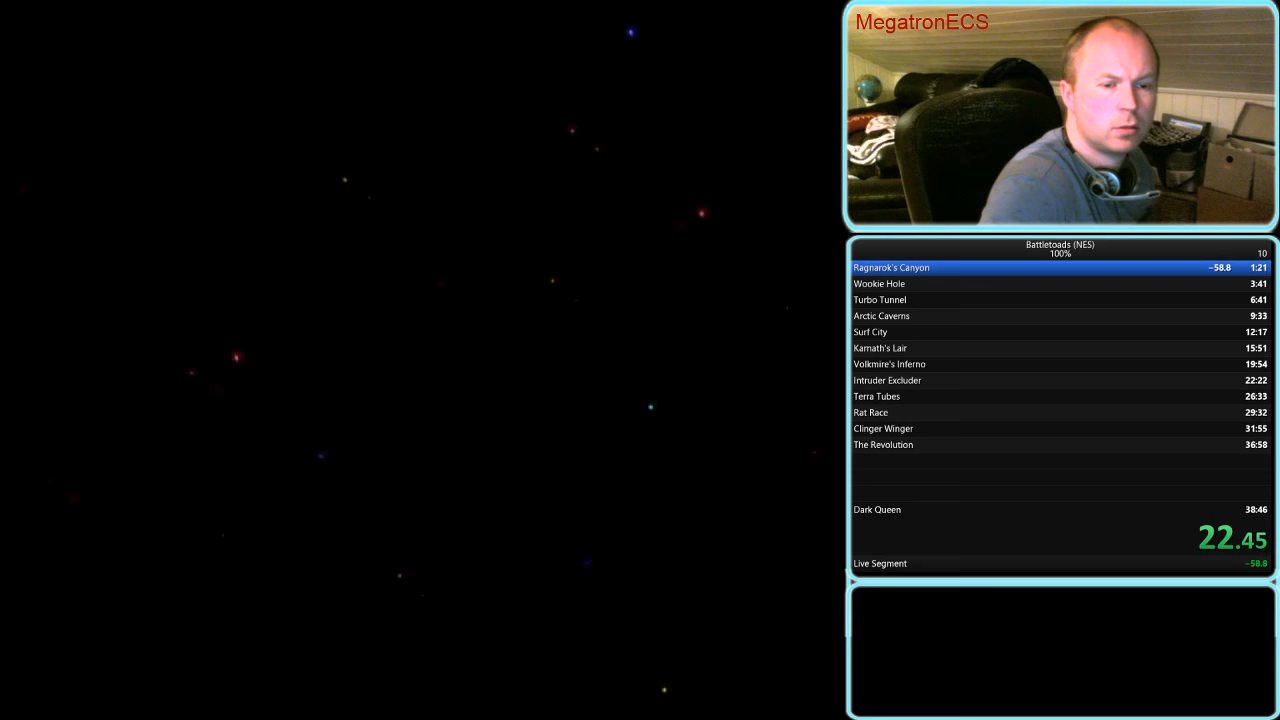 MegatronECS
Battletoads (NES)
100% 10
Ragnarok's Canyon −58.8 1:21
Wookie Hole 3:41
Turbo Tunnel 6:41
Arctic Caverns 9:33
Surf City 12:17
Karnath's Lair 15:51
Volkmire's Inferno 19:54
Intruder Excluder 22:22
Terra Tubes 26:33
Rat Race 29:32
Clinger Winger 31:55
The Revolution 36:58
Dark Queen 38:46
22.45
Live Segment −58.8